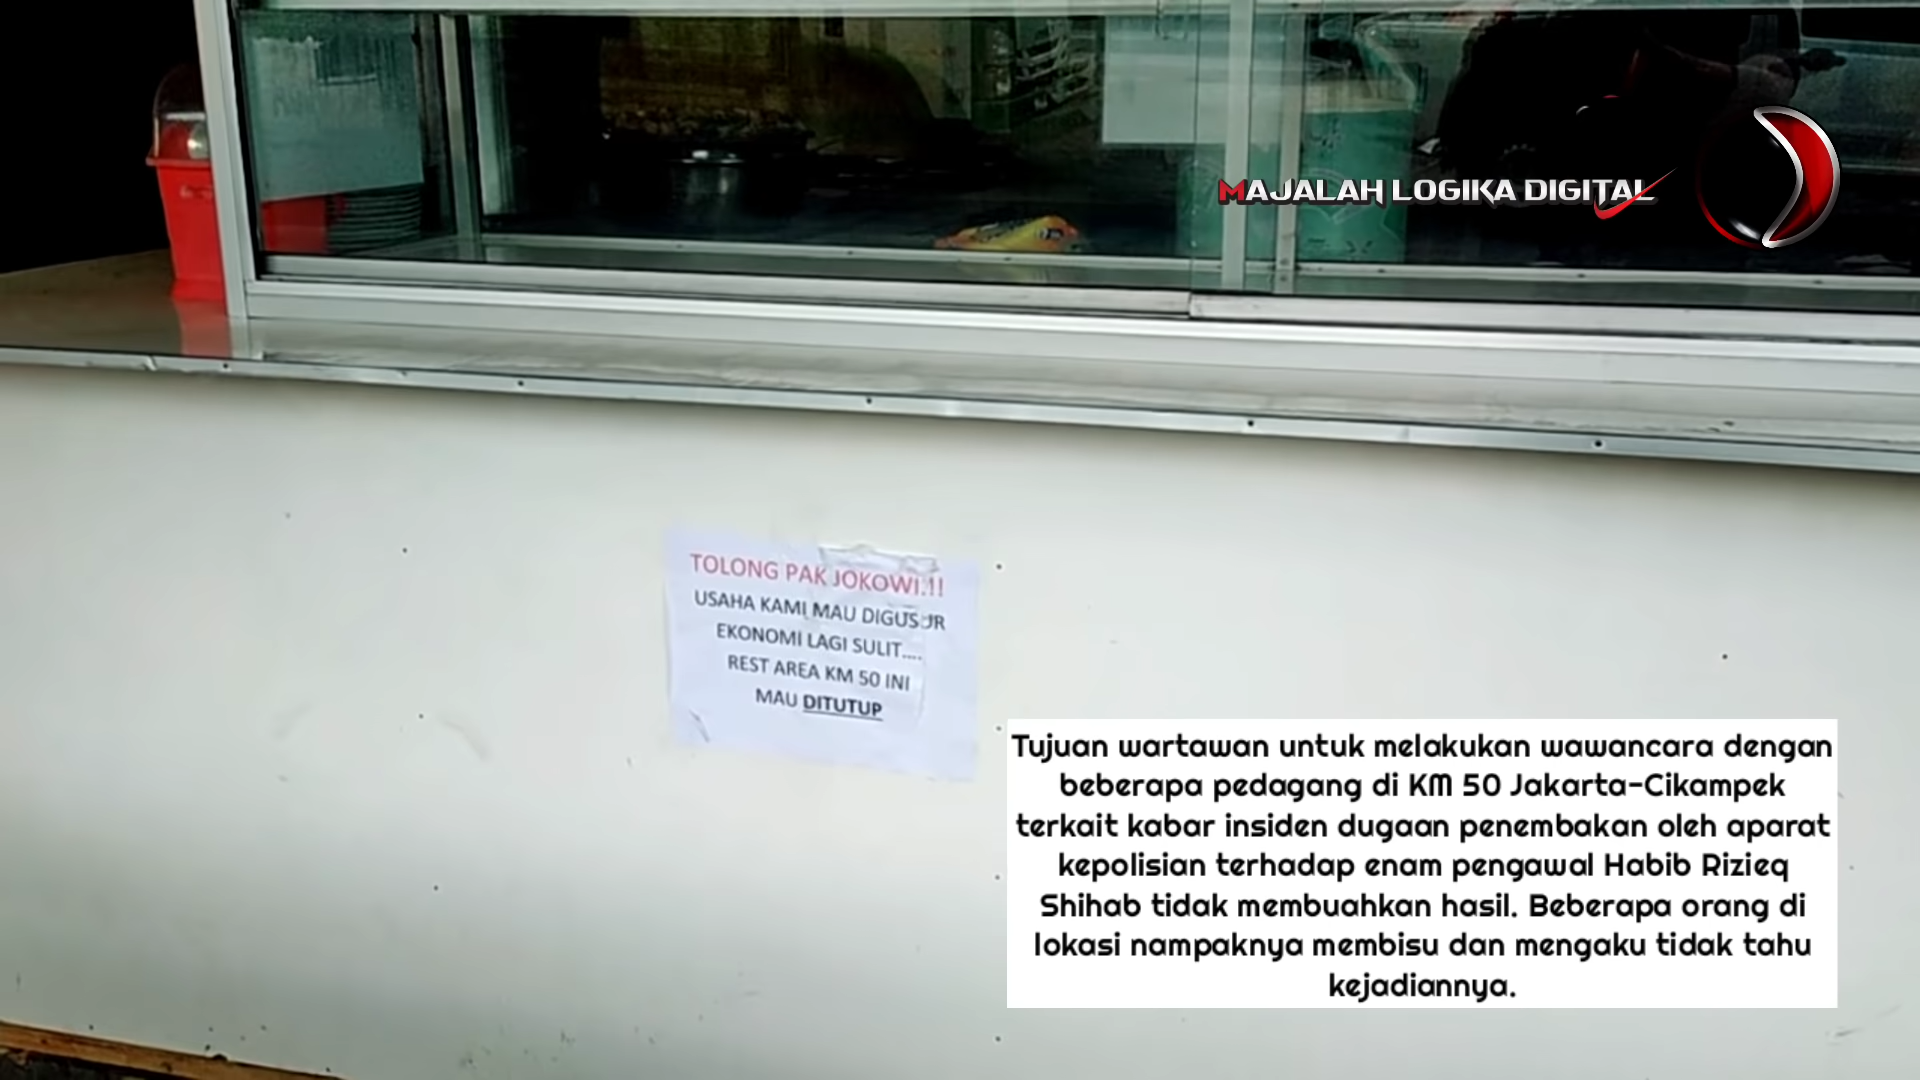 MAJALAH LOGIKA DIGITAL
TOLONG PAK JOKOWI.!!
USAHA KAMI MAU DIGUSUR
EKONOMI LAGI SULIT....
REST AREA KM 50 INI
MAU DITUTUP
Tujuan wartawan untuk melakukan wawancara dengan
beberapa pedagang di KM 50 Jakarta-Cikampek
terkait kabar insiden dugaan penembakan oleh aparat
kepolisian terhadap enam pengawal Habib Rizieq
Shihab tidak membuahkan hasil. Beberapa orang di
lokasi nampaknya membisu dan mengaku tidak tahu
kejadiannya.